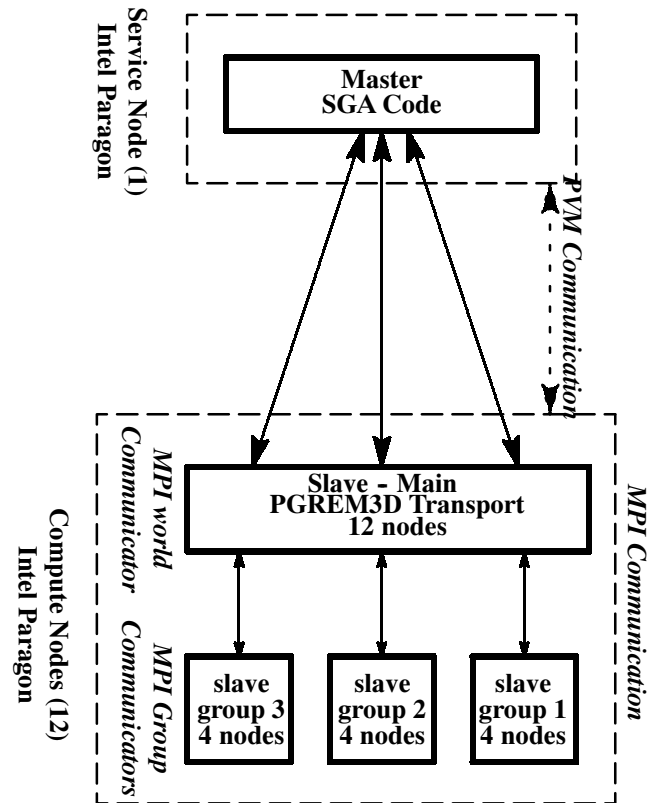 Service Node (1)
Intel Paragon
Master
SGA Code
PVM Communication
MPI Communication
MPI world
Communicator
Slave - Main
PGREM3D Transport
12 nodes
Compute Nodes (12)
Intel Paragon
MPI Group
Communicators
slave
group 3
4 nodes
slave
group 2
4 nodes
slave
group 1
4 nodes